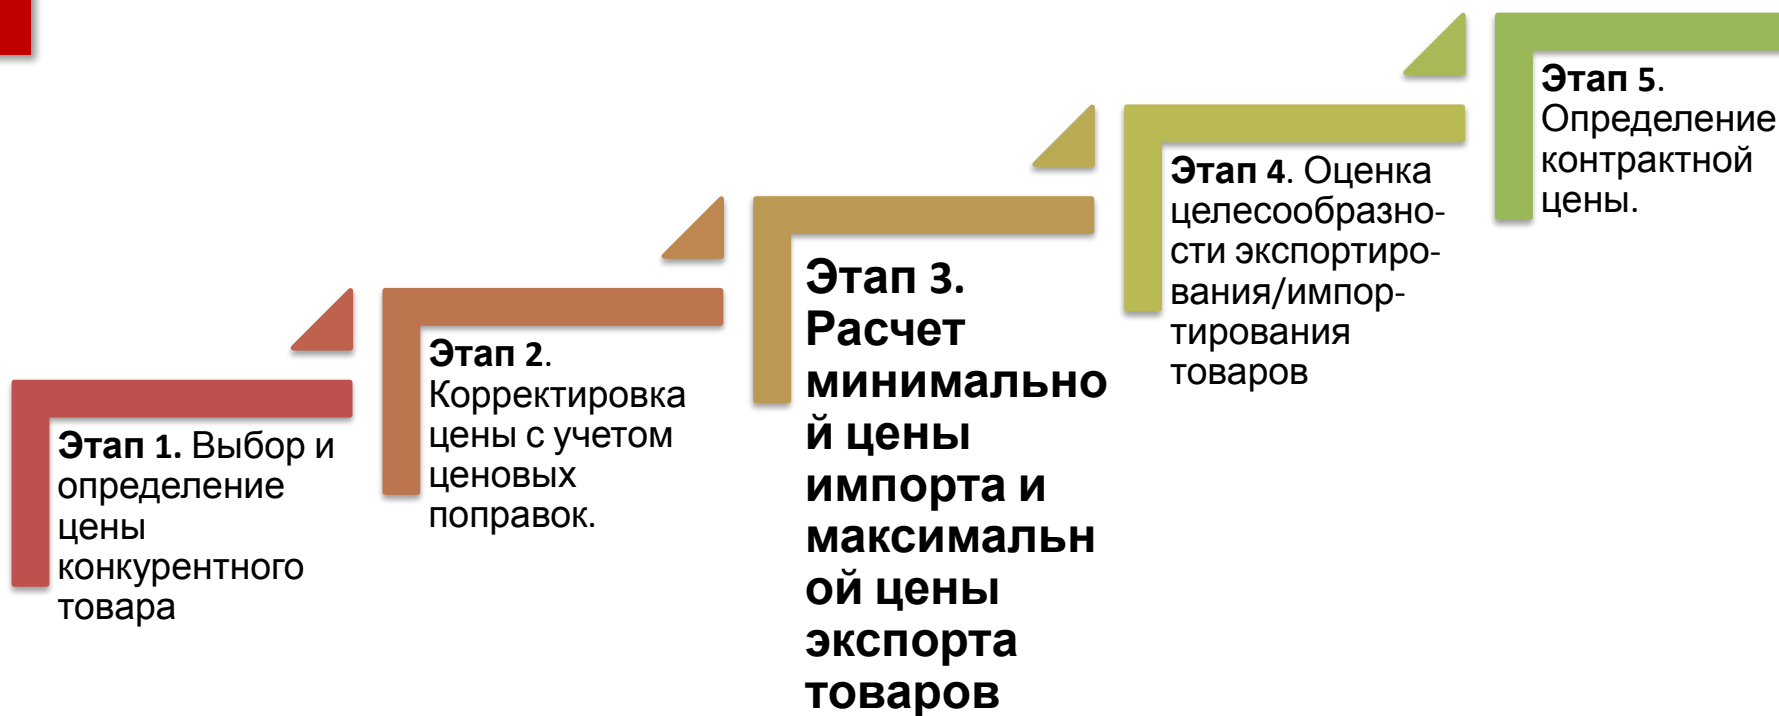 Этап 1. Выбор и
определение
цены
конкурентного
товара
Этап 2.
Корректировка
цены с учетом
ценовых
поправок.
Этап 3.
Расчет
минимально
й цены
импорта и
максимальн
ой цены
экспорта
товаров
Этап 4. Оценка
целесообразно-
сти экспортиро-
вания/импор-
тирования
товаров
Этап 5.
Определение
контрактной
цены.